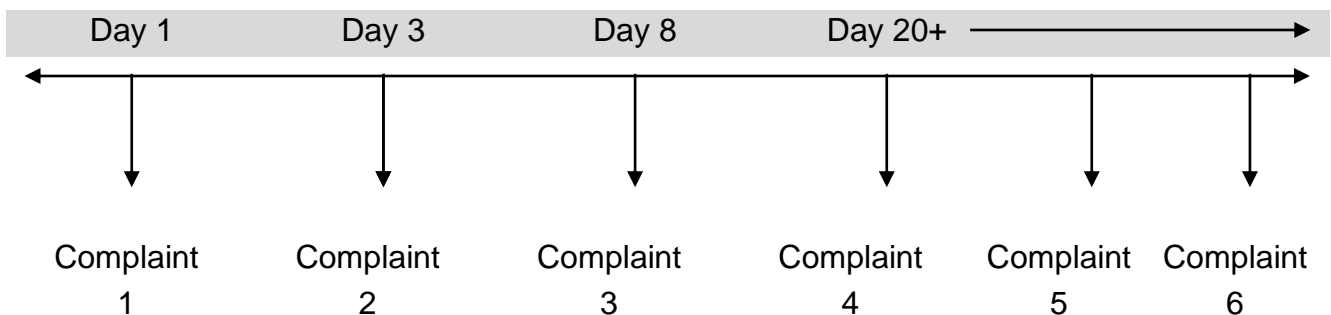 Day 1 Day 3 Day 8 Day 20+
Complaint Complaint Complaint Complaint Complaint Complaint
1 2 3 4 5 6